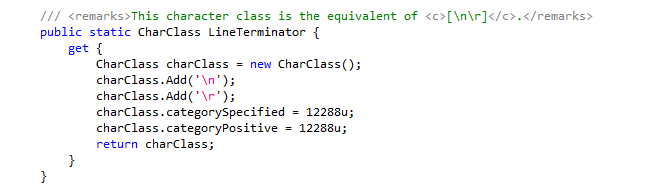 /// <remarks>This character class is the equivalent of <c>[\n\r]</c>.</remarks>
public static CharClass LineTerminator {
get {
CharClass charClass = new CharClass();
charClass.Add('\n');
charClass.Add('\r');
charClass.categorySpecified = 12288u;
charClass.categoryPositive = 12288u;
return charClass;
}
}